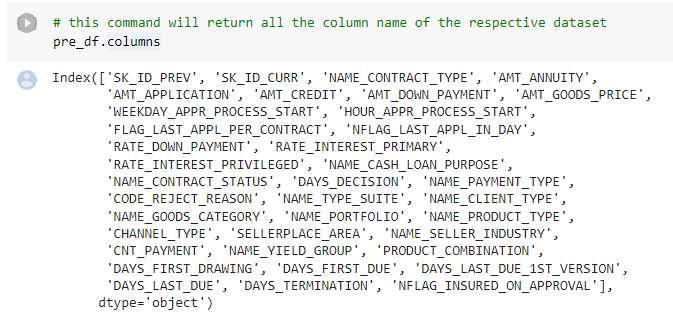 # this command will return all the column name of the respective dataset
pre_df.columns
Index(['SK_ID_PREV', 'SK_ID_CURR', 'NAME_CONTRACT_TYPE', 'AMT_ANNUITY',
'AMT_APPLICATION', 'AMT_CREDIT', 'AMT_DOWN_PAYMENT', 'AMT_GOODS_PRICE',
'WEEKDAY_APPR_PROCESS_START', 'HOUR_APPR_PROCESS_START',
'FLAG_LAST_APPL_PER_CONTRACT', 'NFLAG_LAST_APPL_IN_DAY',
'RATE_DOWN_PAYMENT', 'RATE_INTEREST_PRIMARY',
'RATE_INTEREST_PRIVILEGED', 'NAME_CASH_LOAN_PURPOSE',
'NAME_CONTRACT_STATUS', 'DAYS_DECISION', 'NAME_PAYMENT_TYPE',
'CODE_REJECT_REASON', 'NAME_TYPE_SUITE', 'NAME_CLIENT_TYPE',
'NAME_GOODS_CATEGORY', 'NAME_PORTFOLIO', 'NAME_PRODUCT_TYPE',
'CHANNEL_TYPE', 'SELLERPLACE_AREA', 'NAME_SELLER_INDUSTRY',
'CNT_PAYMENT', 'NAME_YIELD_GROUP', 'PRODUCT_COMBINATION',
'DAYS_FIRST_DRAWING', 'DAYS_FIRST_DUE', 'DAYS_LAST_DUE_1ST_VERSION',
'DAYS_LAST_DUE', 'DAYS_TERMINATION', 'NFLAG_INSURED_ON_APPROVAL'],
dtype='object')